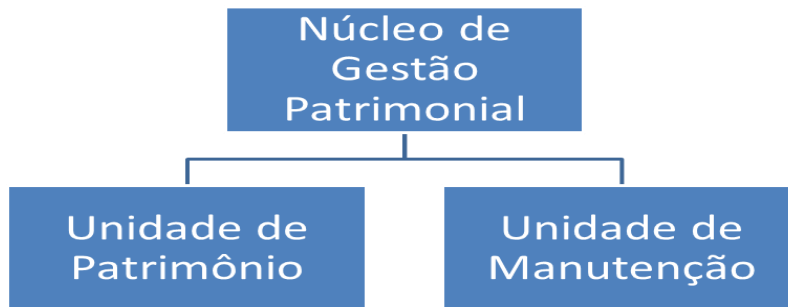 Núcleo de
Gestão
Patrimonial
Unidade de
Patrimônio
Unidade de
Manutenção